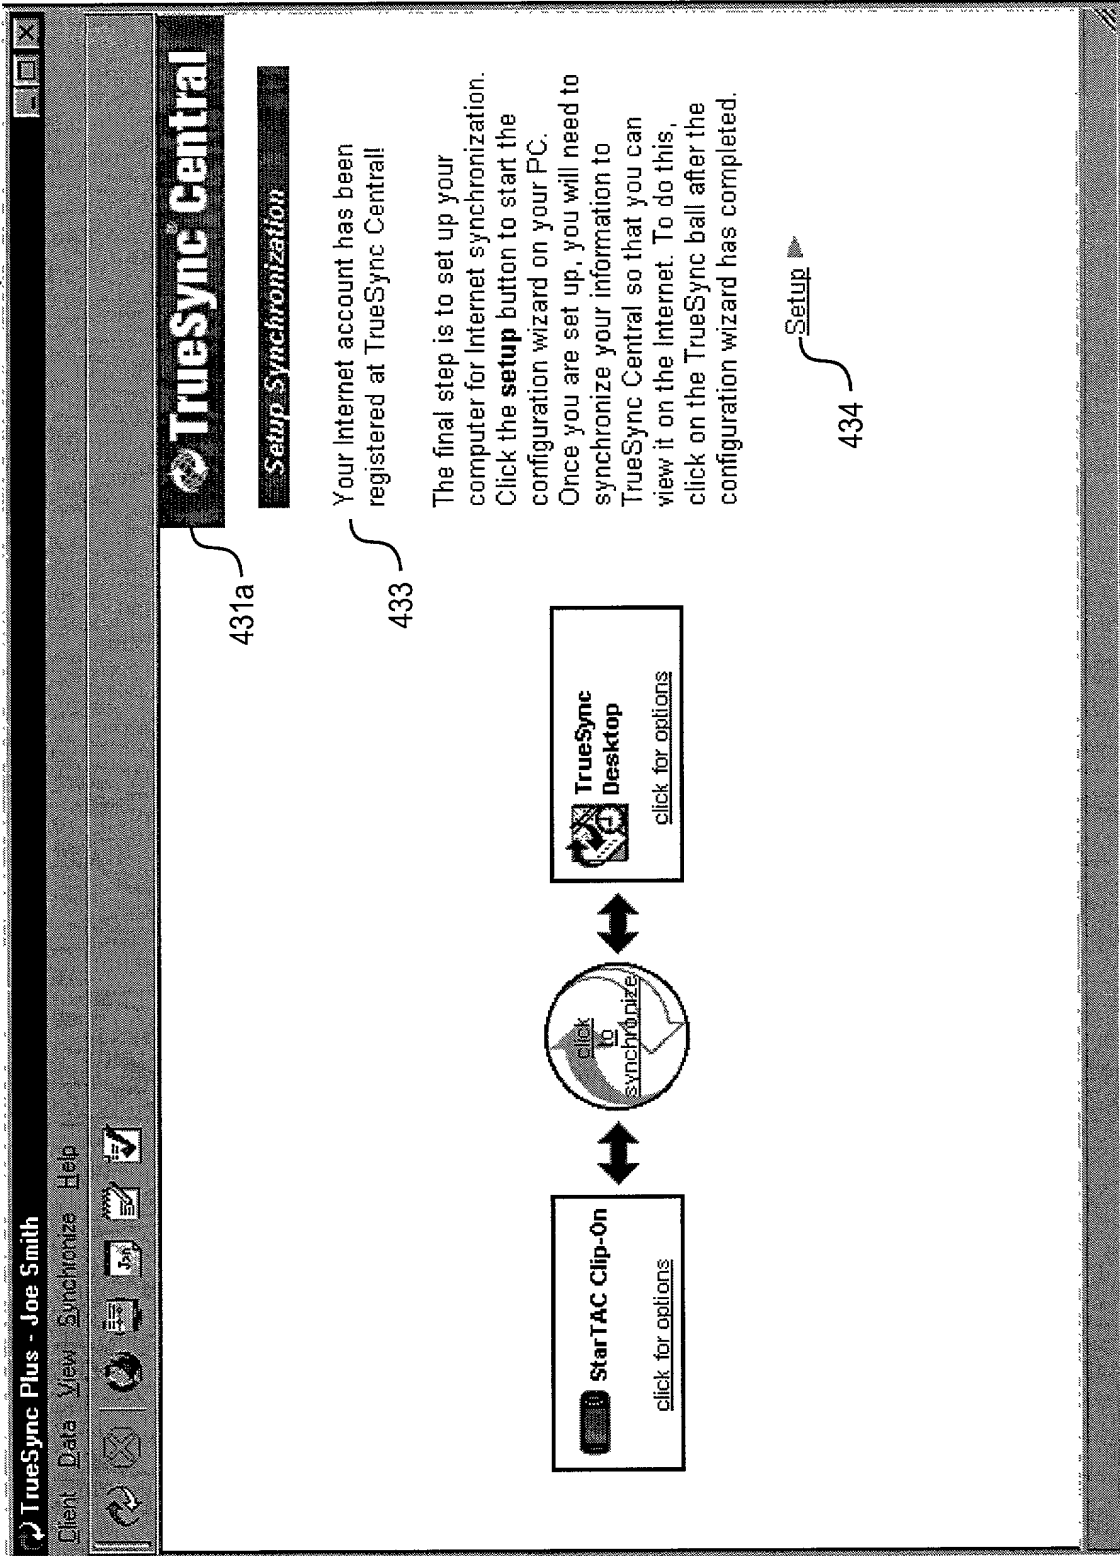 TrueSync Plus - Joe Smith
Client Data View Synchronize Help
Jan
TrueSync® Central
431a
Setup Synchronization
433
Your Internet account has been
registered at TrueSync Central!
The final step is to set up your
computer for Internet synchronization.
Click the setup button to start the
configuration wizard on your PC.
Once you are set up, you will need to
synchronize your information to
TrueSync Central so that you can
view it on the Internet. To do this,
click on the TrueSync ball after the
configuration wizard has completed.
Setup
434
StarTAC Clip-On
click for options
click
to
synchronize
TrueSync
Desktop
click for options